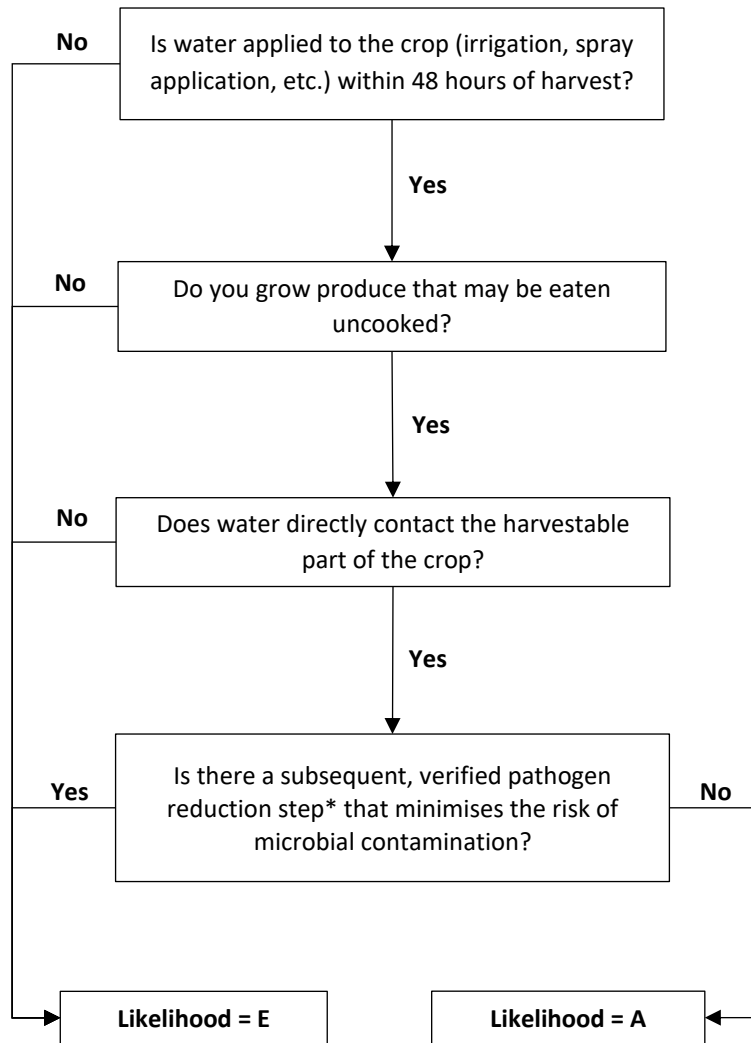 No
Is water applied to the crop (irrigation, spray
application, etc.) within 48 hours of harvest?
Yes
No
Do you grow produce that may be eaten
uncooked?
Yes
No
Does water directly contact the harvestable
part of the crop?
Yes
Yes
Is there a subsequent, verified pathogen
reduction step* that minimises the risk of
microbial contamination?
No
Likelihood = E
Likelihood = A